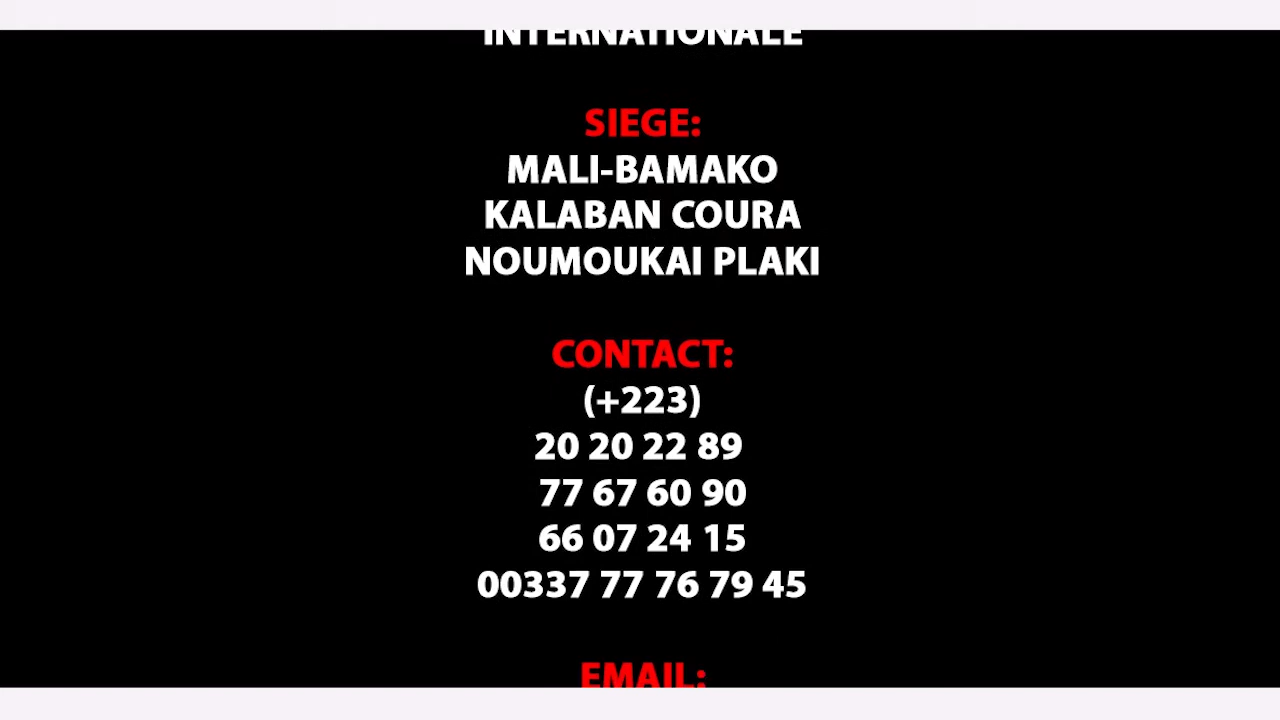 INTERNATIONALE
SIEGE:
MALI-BAMAKO
KALABAN COURA
NOUMOUKAI PLAKI
CONTACT:
(+223)
20 20 22 89
77 67 60 90
66 07 24 15
00337 77 76 79 45
EMAIL: